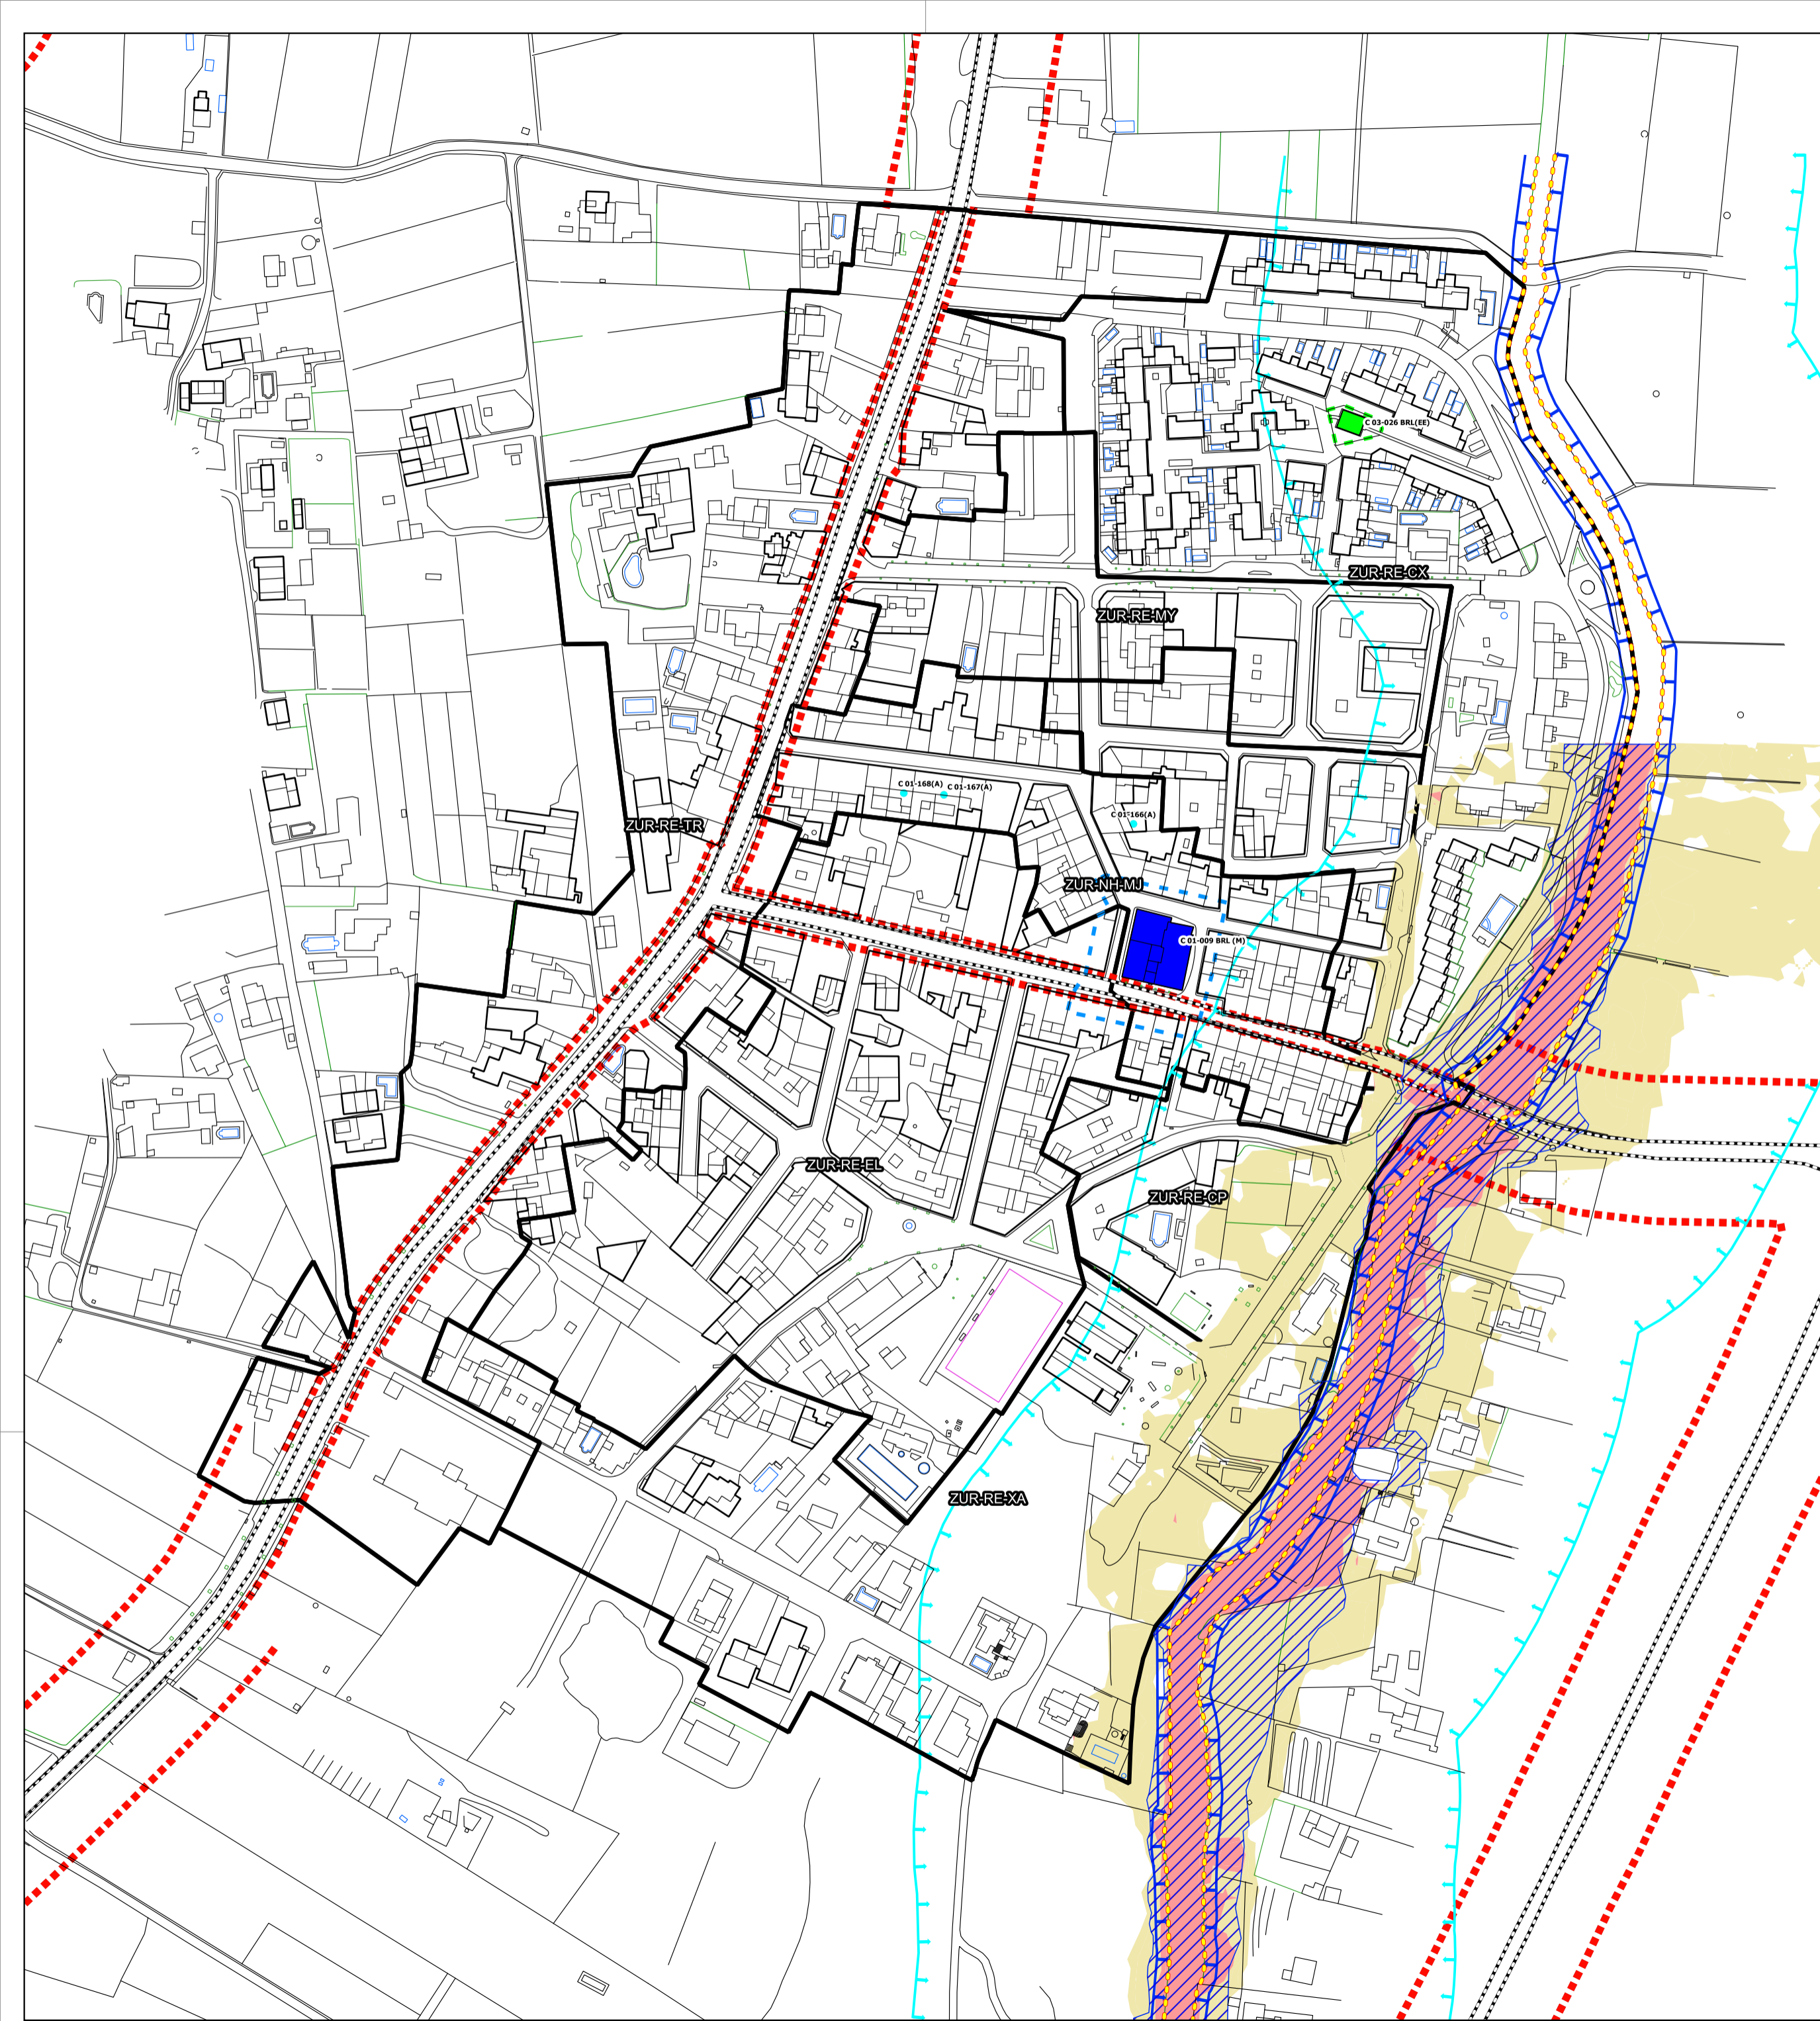 C 03-026 BRL(EE)
ZUR-RE-CX
ZUR-RE-MY
C 01-168(A)
C 01-167(A)
C 01-166(A)
ZUR-RE-TR
ZUR-NH-MJ
C 01-009 BRL (M)
ZUR-RE-EL
ZUR-RE-CP
ZUR-RE-XA